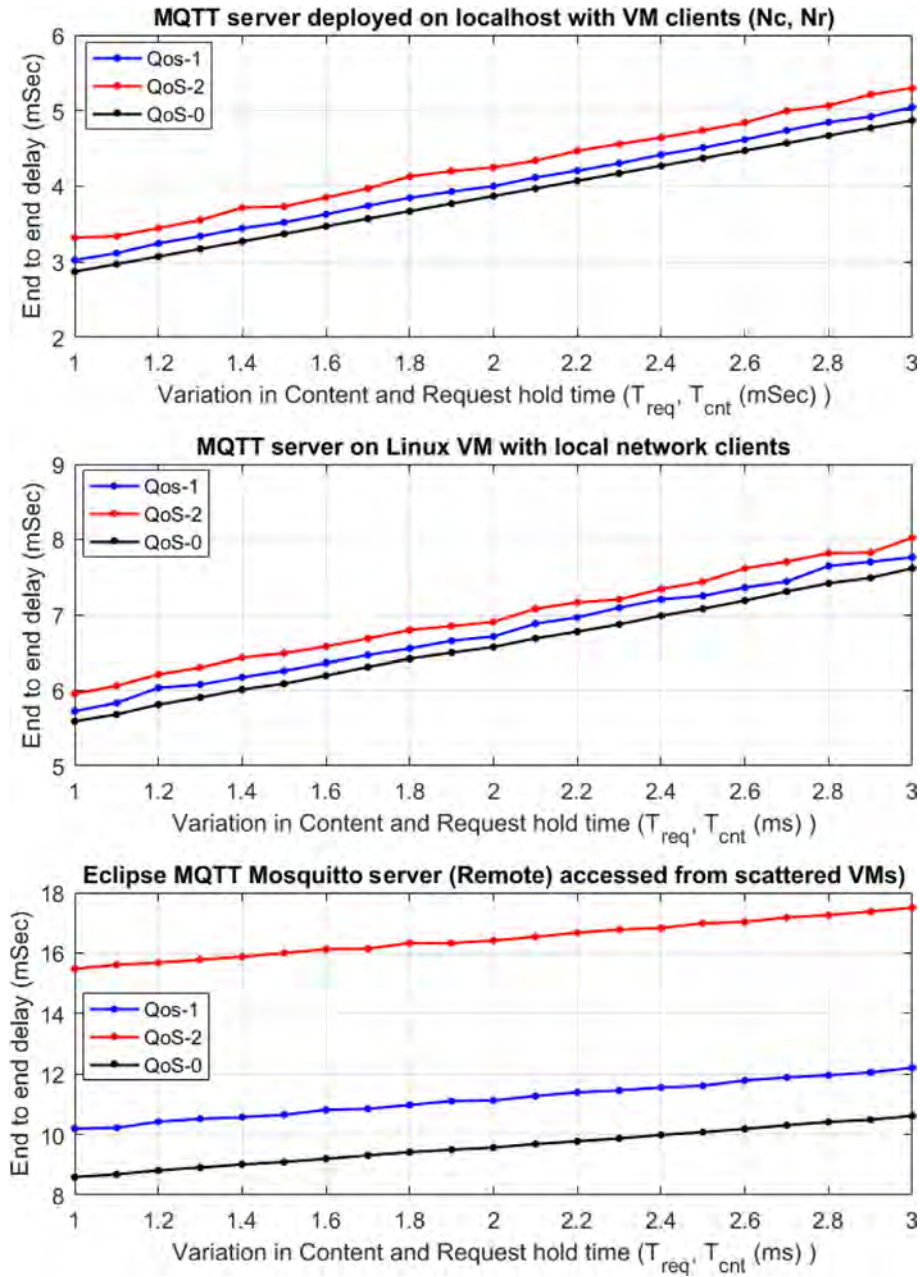 MQTT server deployed on localhost with VM clients (Nc, Nr)
6
5
4
3
2
End to end delay (mSec)
Qos-1
QoS-2
QoS-0
1 1.2 1.4 1.6 1.8 2 2.2 2.4 2.6 2.8 3
Variation in Content and Request hold time (T_req, T_cnt (mSec) )
MQTT server on Linux VM with local network clients
9
8
7
6
5
End to end delay (mSec)
Qos-1
QoS-2
QoS-0
1 1.2 1.4 1.6 1.8 2 2.2 2.4 2.6 2.8 3
Variation in Content and Request hold time (T_req, T_cnt (ms) )
Eclipse MQTT Mosquitto server (Remote) accessed from scattered VMs)
18
16
14
12
10
8
End to end delay (mSec)
Qos-1
QoS-2
QoS-0
1 1.2 1.4 1.6 1.8 2 2.2 2.4 2.6 2.8 3
Variation in Content and Request hold time (T_req, T_cnt (ms) )